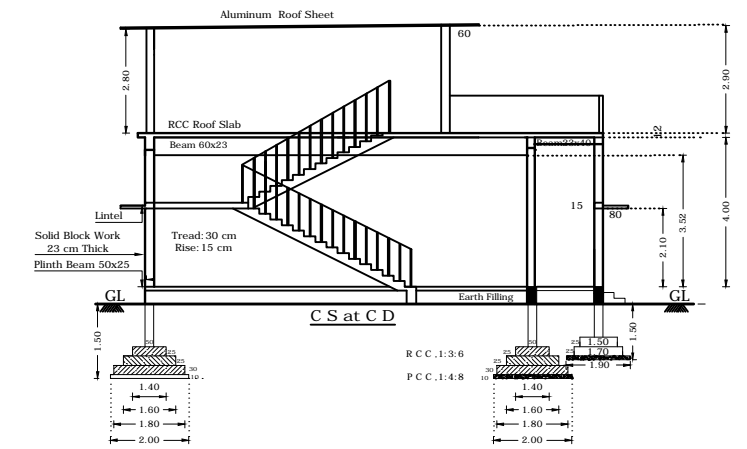 Aluminum Roof Sheet
60
2.80
2.90
RCC Roof Slab
12
Beam 60x23
Beam23x40
Lintel
15
80
Solid Block Work
23 cm Thick
Plinth Beam 50x25
Tread: 30 cm
Rise: 15 cm
2.10
3.52
4.00
GL
Earth Filling
GL
C S at C D
1.50
1.50
50
25
25
30
10
1.40
1.60
1.80
2.00
R C C ,1:3:6
P C C ,1:4:8
50
25
25
30
10
1.40
1.60
1.80
2.00
25
1.50
1.70
1.90